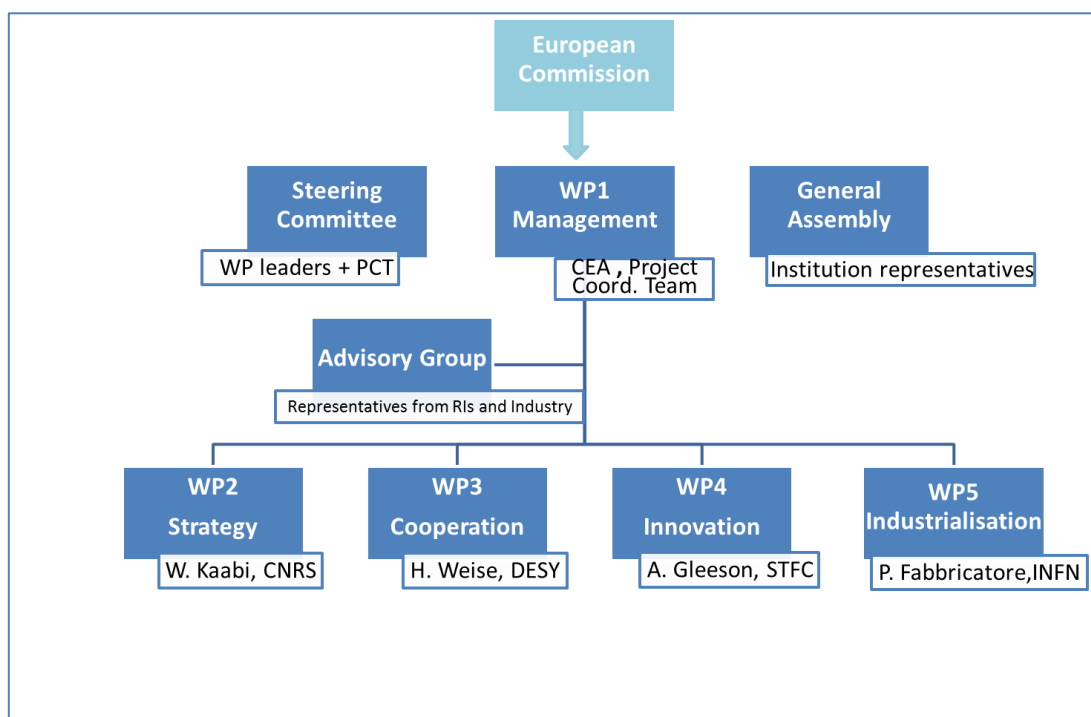 European
Commission
Steering
Committee
WP leaders + PCT
WP1
Management
CEA , Project
Coord. Team
General
Assembly
Institution representatives
Advisory Group
Representatives from RIs and Industry
WP2
Strategy
W. Kaabi, CNRS
WP3
Cooperation
H. Weise, DESY
WP4
Innovation
A. Gleeson, STFC
WP5
Industrialisation
P. Fabbricatore,INFN